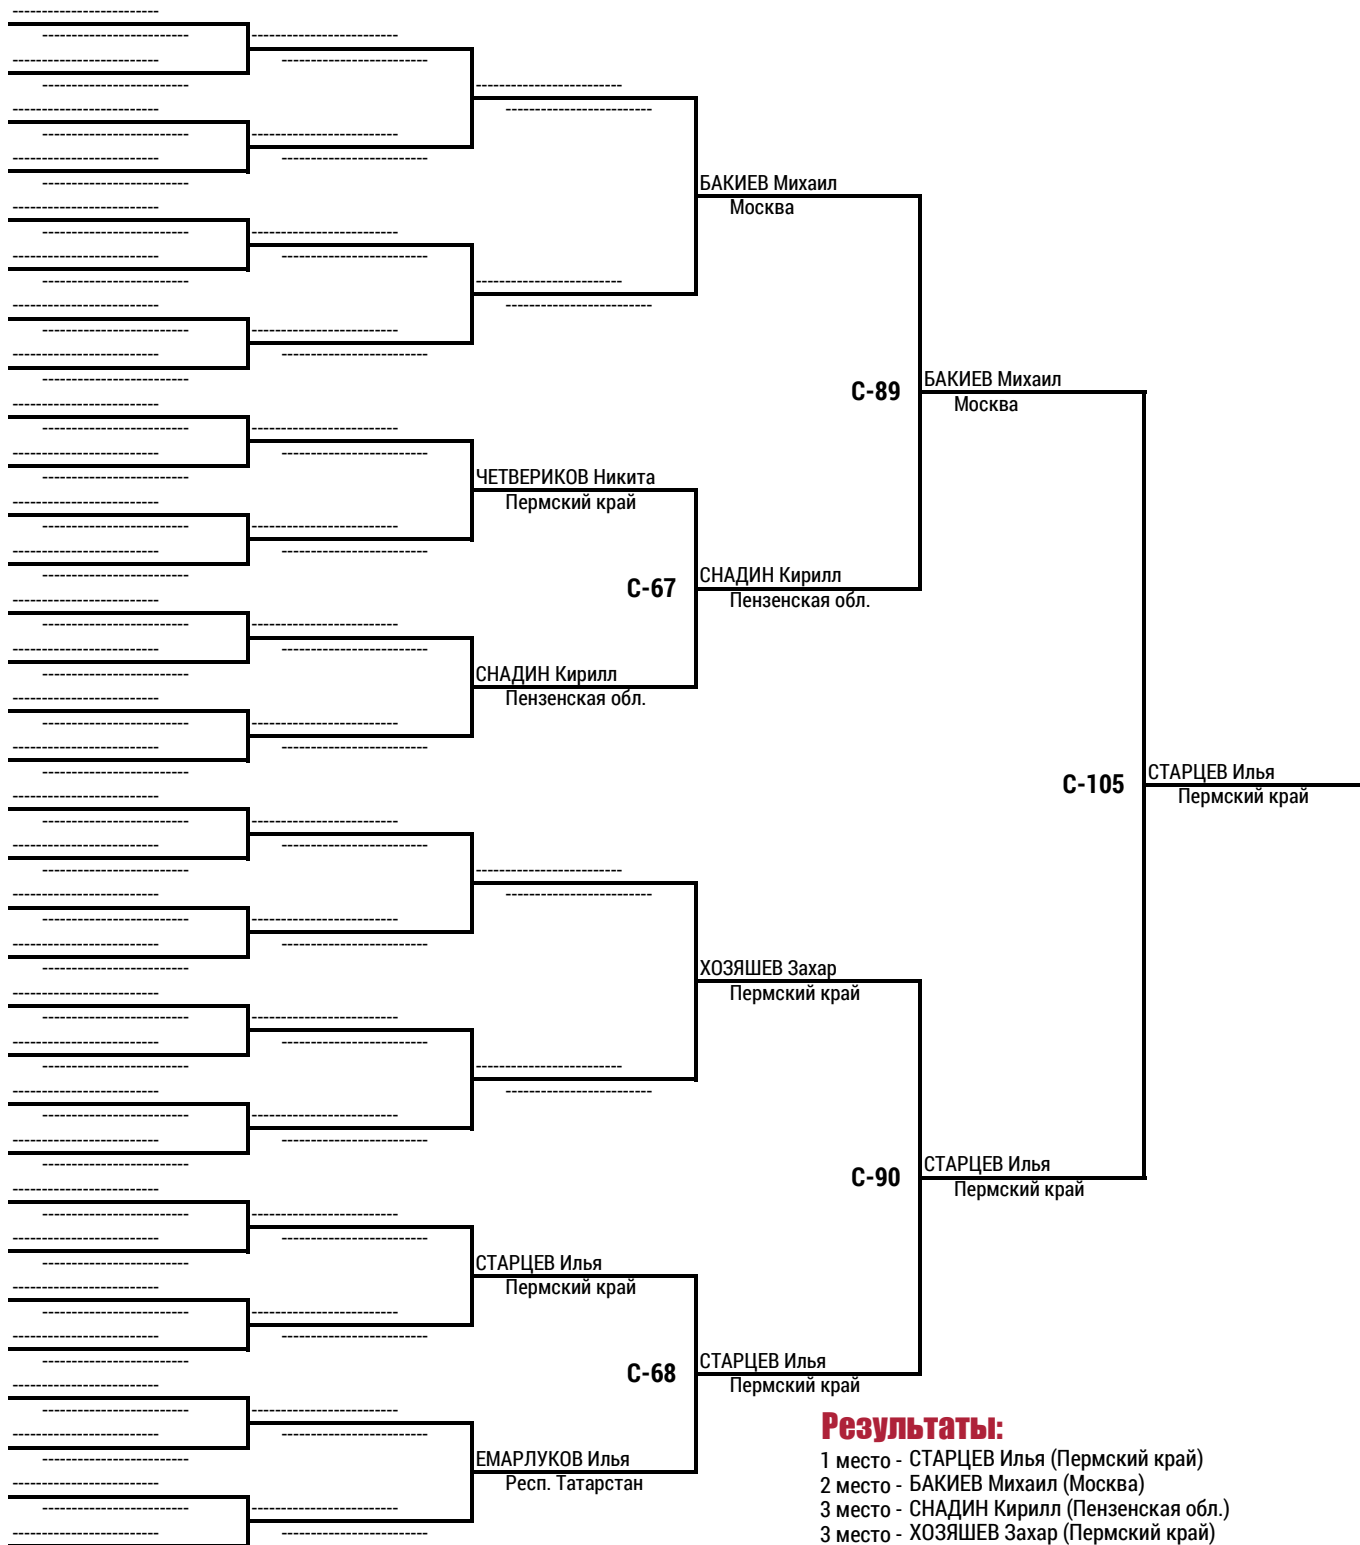 БАКИЕВ Михаил
Москва
С-89
БАКИЕВ Михаил
Москва
ЧЕТВЕРИКОВ Никита
Пермский край
С-67
СНАДИН Кирилл
Пензенская обл.
СНАДИН Кирилл
Пензенская обл.
С-105
СТАРЦЕВ Илья
Пермский край
ХОЗЯШЕВ Захар
Пермский край
С-90
СТАРЦЕВ Илья
Пермский край
СТАРЦЕВ Илья
Пермский край
С-68
СТАРЦЕВ Илья
Пермский край
ЕМАРЛУКОВ Илья
Респ. Татарстан
Результаты:
1 место - СТАРЦЕВ Илья (Пермский край)
2 место - БАКИЕВ Михаил (Москва)
3 место - СНАДИН Кирилл (Пензенская обл.)
3 место - ХОЗЯШЕВ Захар (Пермский край)